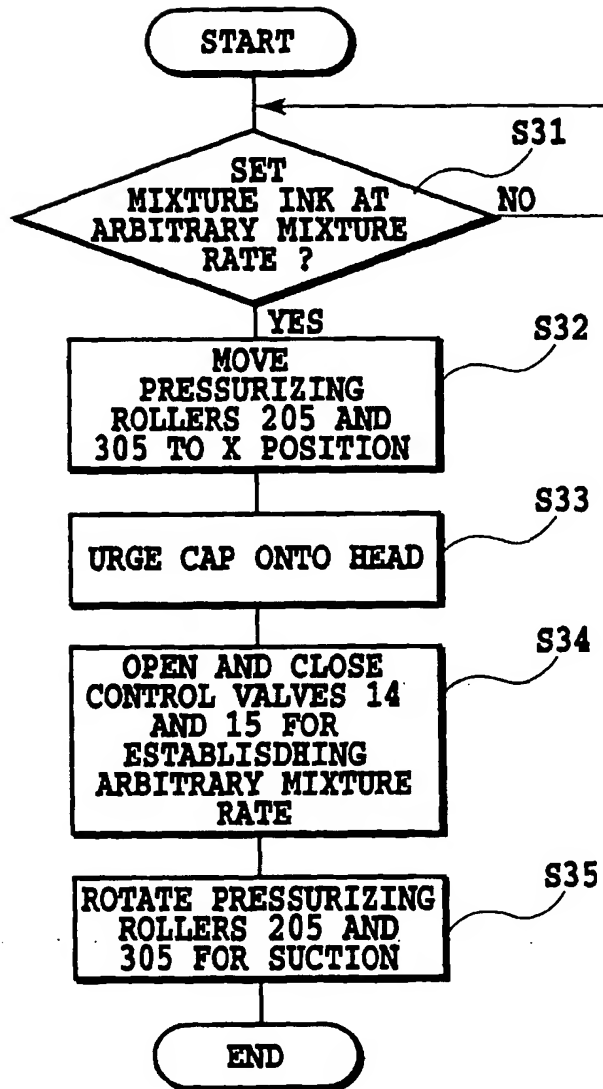 START
S31
SET
MIXTURE INK AT
ARBITRARY MIXTURE
RATE ?
NO
YES
S32
MOVE
PRESSURIZING
ROLLERS 205 AND
305 TO X POSITION
S33
URGE CAP ONTO HEAD
S34
OPEN AND CLOSE
CONTROL VALVES 14
AND 15 FOR
ESTABLISDHING
ARBITRARY MIXTURE
RATE
S35
ROTATE PRESSURIZING
ROLLERS 205 AND
305 FOR SUCTION
END